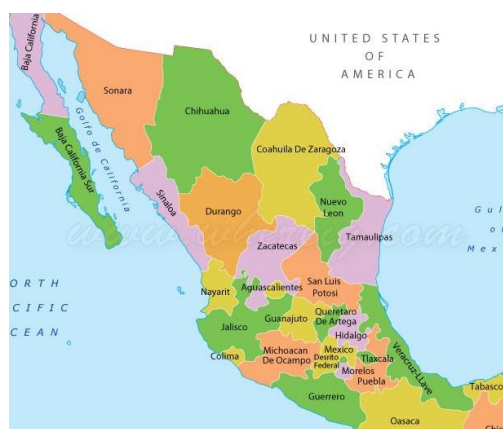 UNITED STATES
OF
AMERICA
Baja California
Sonara
Chihuahua
Golfo de California
Coahuila De Zaragoza
Baja California Sur
Sinaloa
Durango
Nuevo
Leon
Tamaulipas
Zacatecas
Gul
o
Mex
San Luis
Potosi
Nayarit
Aguascalientes
ORTH
CIFIC
CEAN
Jalisco
Guanajuto
Queretaro
De Artega
Hidalgo
Veracruz-Llave
Colima
Michoacan
De Ocampo
Mexico
Desrito
Federal
Tlaxcala
Morelos
Puebla
Guerrero
Tabasco
Oasaca
Chi